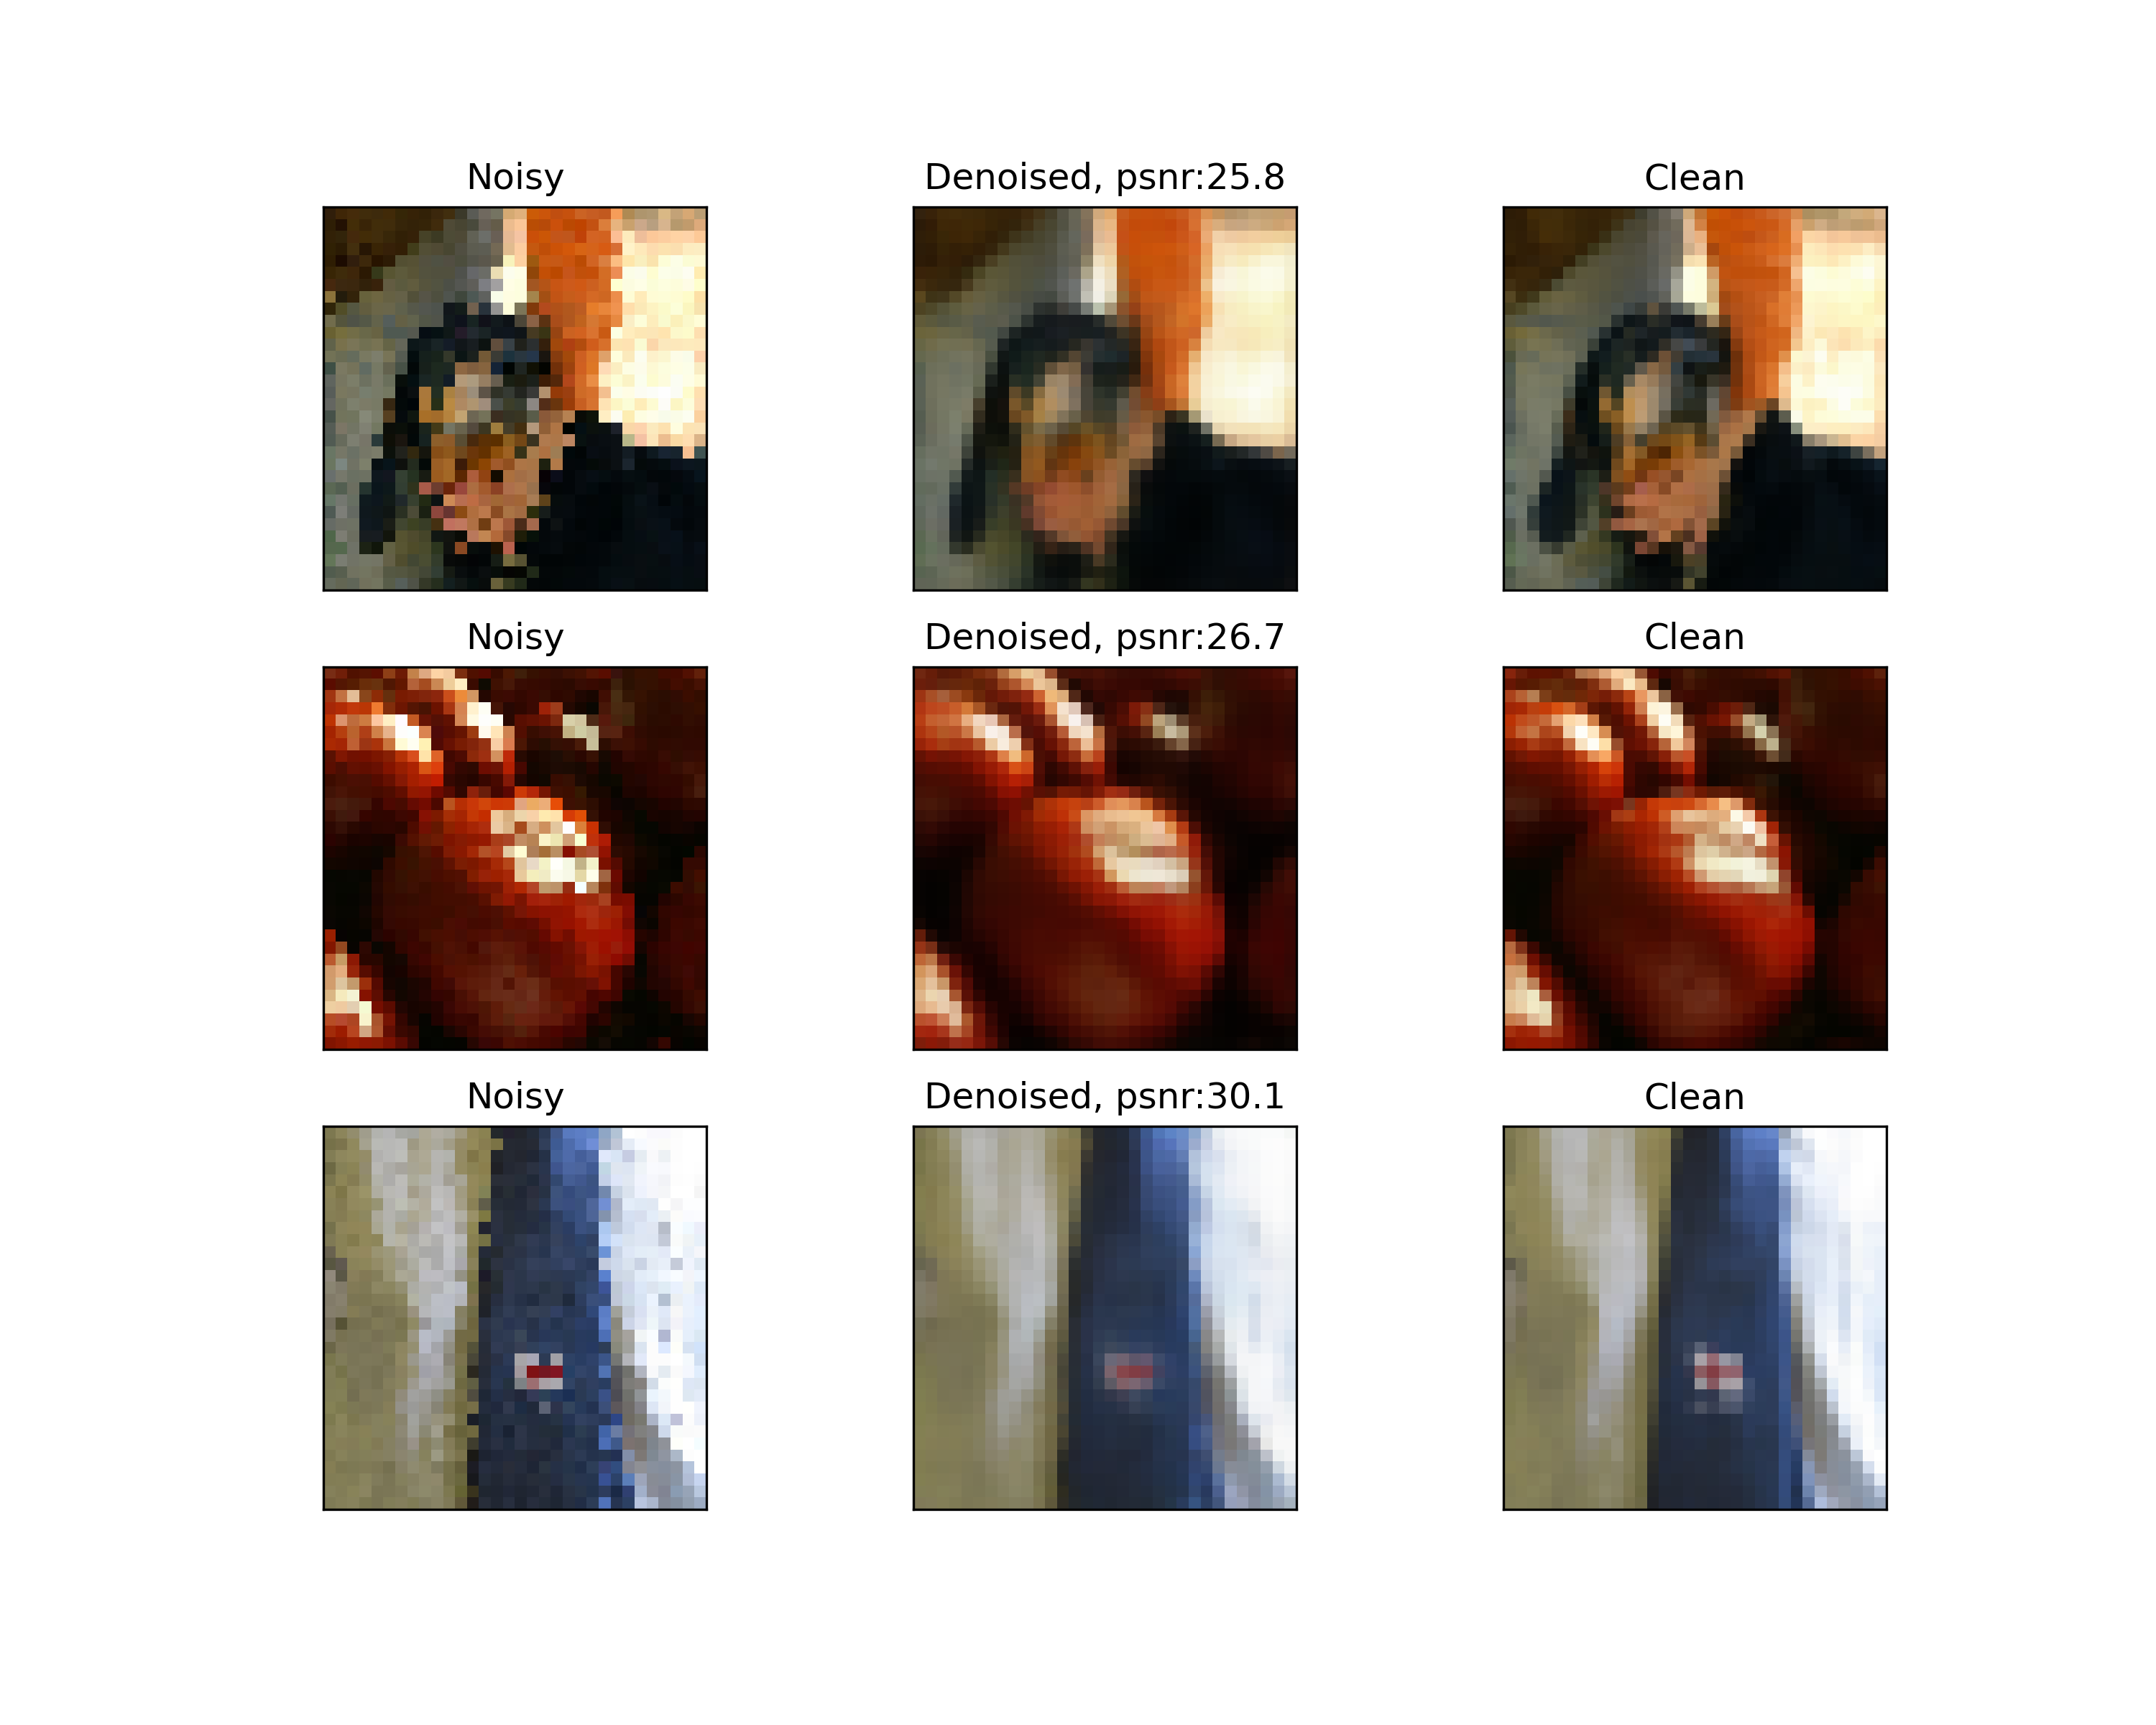 Noisy
Denoised, psnr:25.8
Clean
Noisy
Denoised, psnr:26.7
Clean
Noisy
Denoised, psnr:30.1
Clean